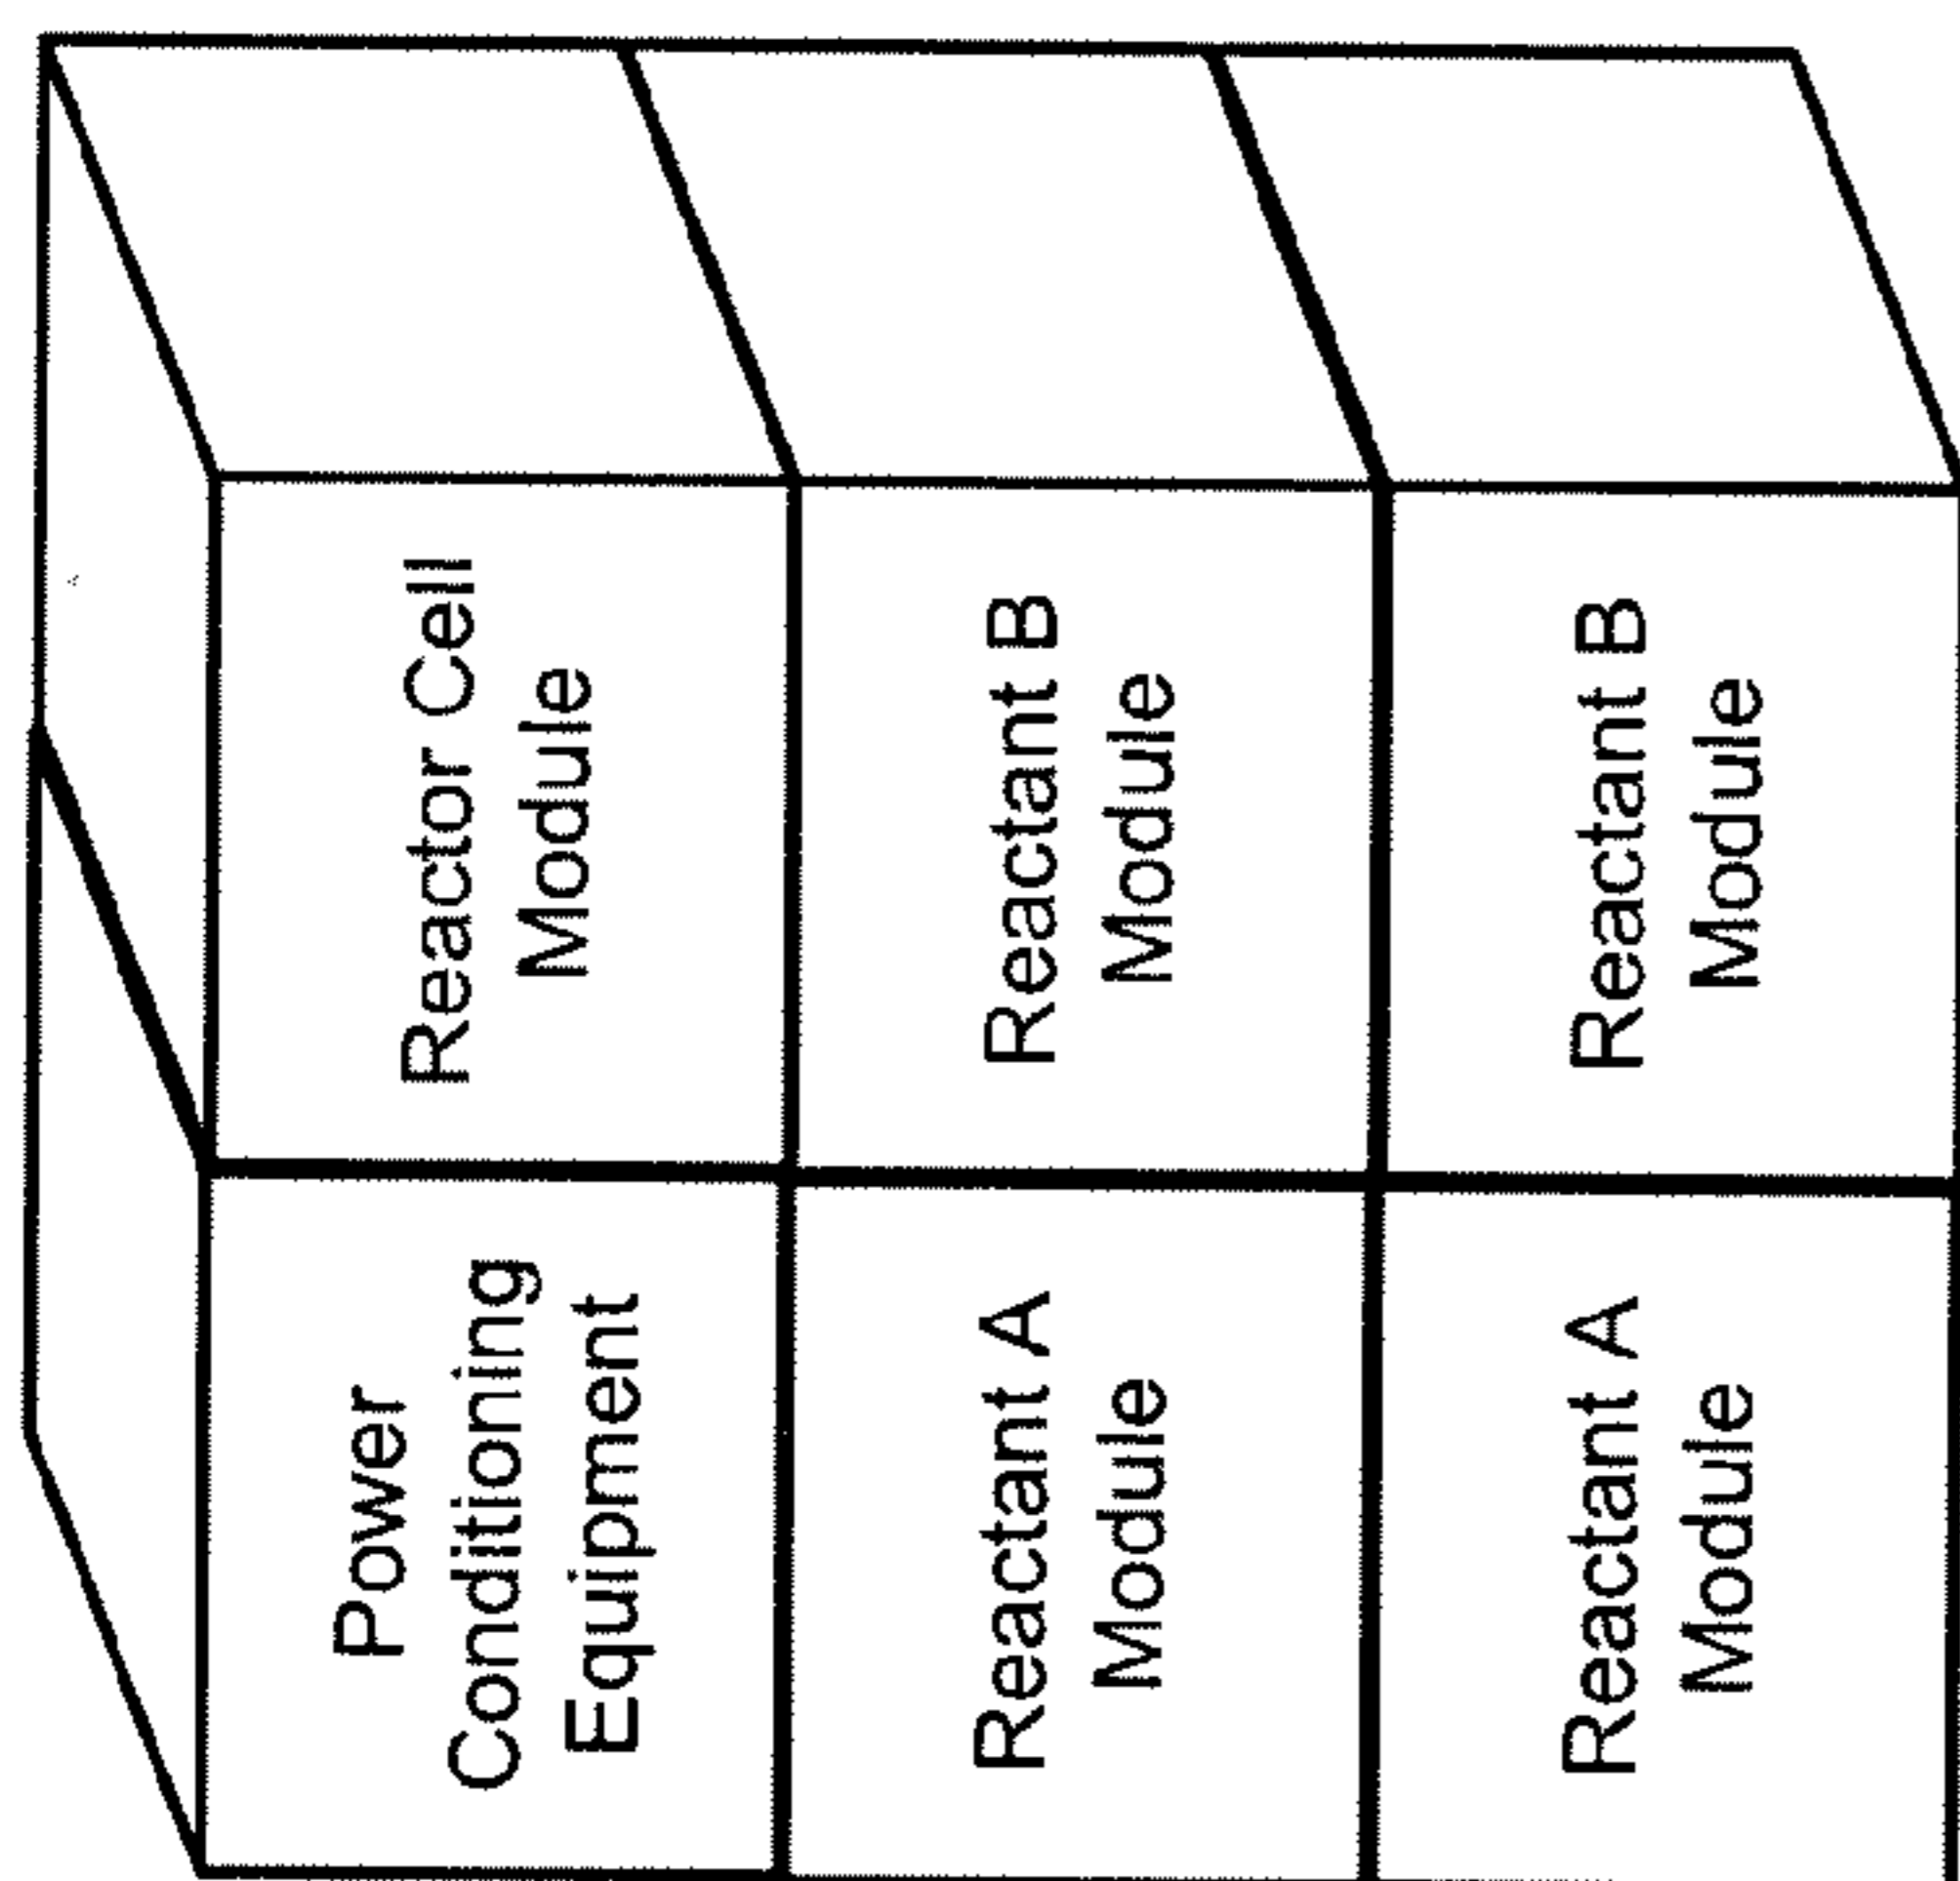 Power
Conditioning
Equipment
Reactor Cell
Module
Reactant A
Module
Reactant B
Module
Reactant A
Module
Reactant B
Module